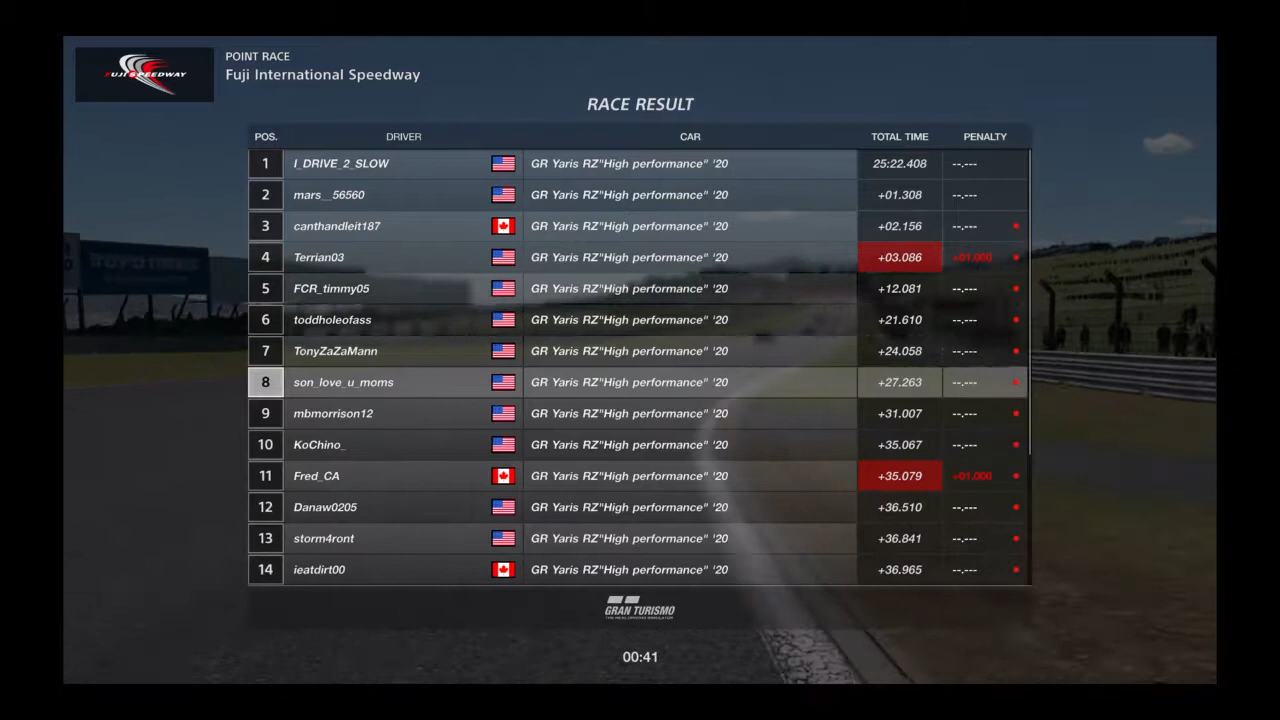 FUJI SPEEDWAY
POINT RACE
Fuji International Speedway
RACE RESULT
POS. DRIVER CAR TOTAL TIME PENALTY
1 I_DRIVE_2_SLOW GR Yaris RZ"High performance" '20 25:22.408 --.---
2 mars__56560 GR Yaris RZ"High performance" '20 +01.308 --.---
3 canthandleit187 GR Yaris RZ"High performance" '20 +02.156 --.---
4 Terrian03 GR Yaris RZ"High performance" '20 +03.086 +01.000
5 FCR_timmy05 GR Yaris RZ"High performance" '20 +12.081 --.---
6 toddholeofass GR Yaris RZ"High performance" '20 +21.610 --.---
7 TonyZaZaMann GR Yaris RZ"High performance" '20 +24.058 --.---
8 son_love_u_moms GR Yaris RZ"High performance" '20 +27.263 --.---
9 mbmorrison12 GR Yaris RZ"High performance" '20 +31.007 --.---
10 KoChino_ GR Yaris RZ"High performance" '20 +35.067 --.---
11 Fred_CA GR Yaris RZ"High performance" '20 +35.079 +01.000
12 Danaw0205 GR Yaris RZ"High performance" '20 +36.510 --.---
13 storm4ront GR Yaris RZ"High performance" '20 +36.841 --.---
14 ieatdirt00 GR Yaris RZ"High performance" '20 +36.965 --.---
GRAN TURISMO
THE REAL DRIVING SIMULATOR
00:41